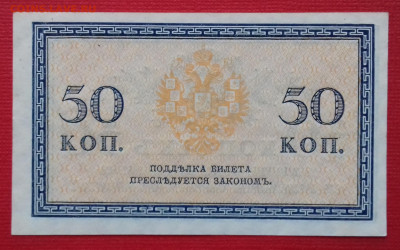 50 50
КОП. КОП.
ПОДДѢЛКА БИЛЕТА
ПРЕСЛѢДУЕТСЯ ЗАКОНОМЪ.